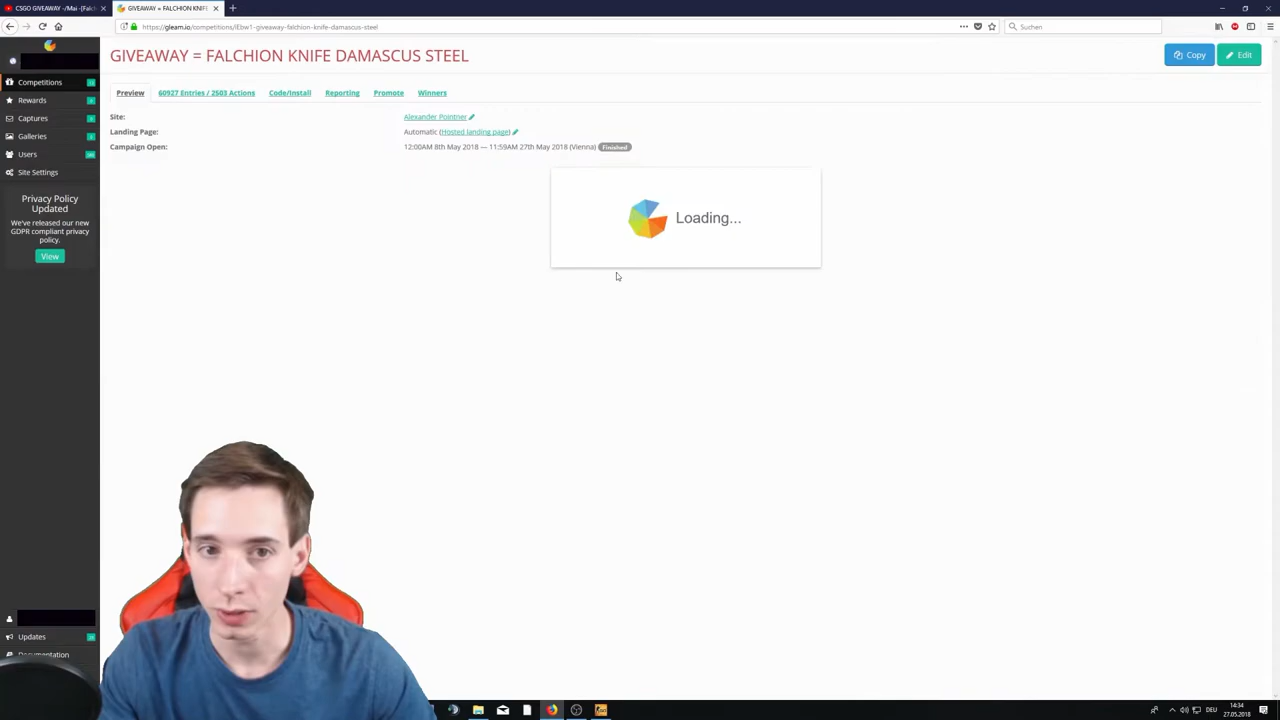 CSGO GIVEAWAY -√Mai -[Falc
GIVEAWAY = FALCHION KNIFE
https://gleam.io/competitions/iEbw1-giveaway-falchion-knife-damascus-steel
Suchen
GIVEAWAY = FALCHION KNIFE DAMASCUS STEEL
Copy
Edit
Competitions
Rewards
Captures
Galleries
Users
Site Settings
Privacy Policy
Updated
We've released our new
GDPR compliant privacy
policy.
View
Preview
60927 Entries / 2503 Actions
Code/Install
Reporting
Promote
Winners
Site:
Alexander Pointner
Landing Page:
Automatic (Hosted landing page)
Campaign Open:
12:00AM 8th May 2018 — 11:59AM 27th May 2018 (Vienna) Finished
Loading...
Updates
Documentation
DEU
14:34
27.05.2018